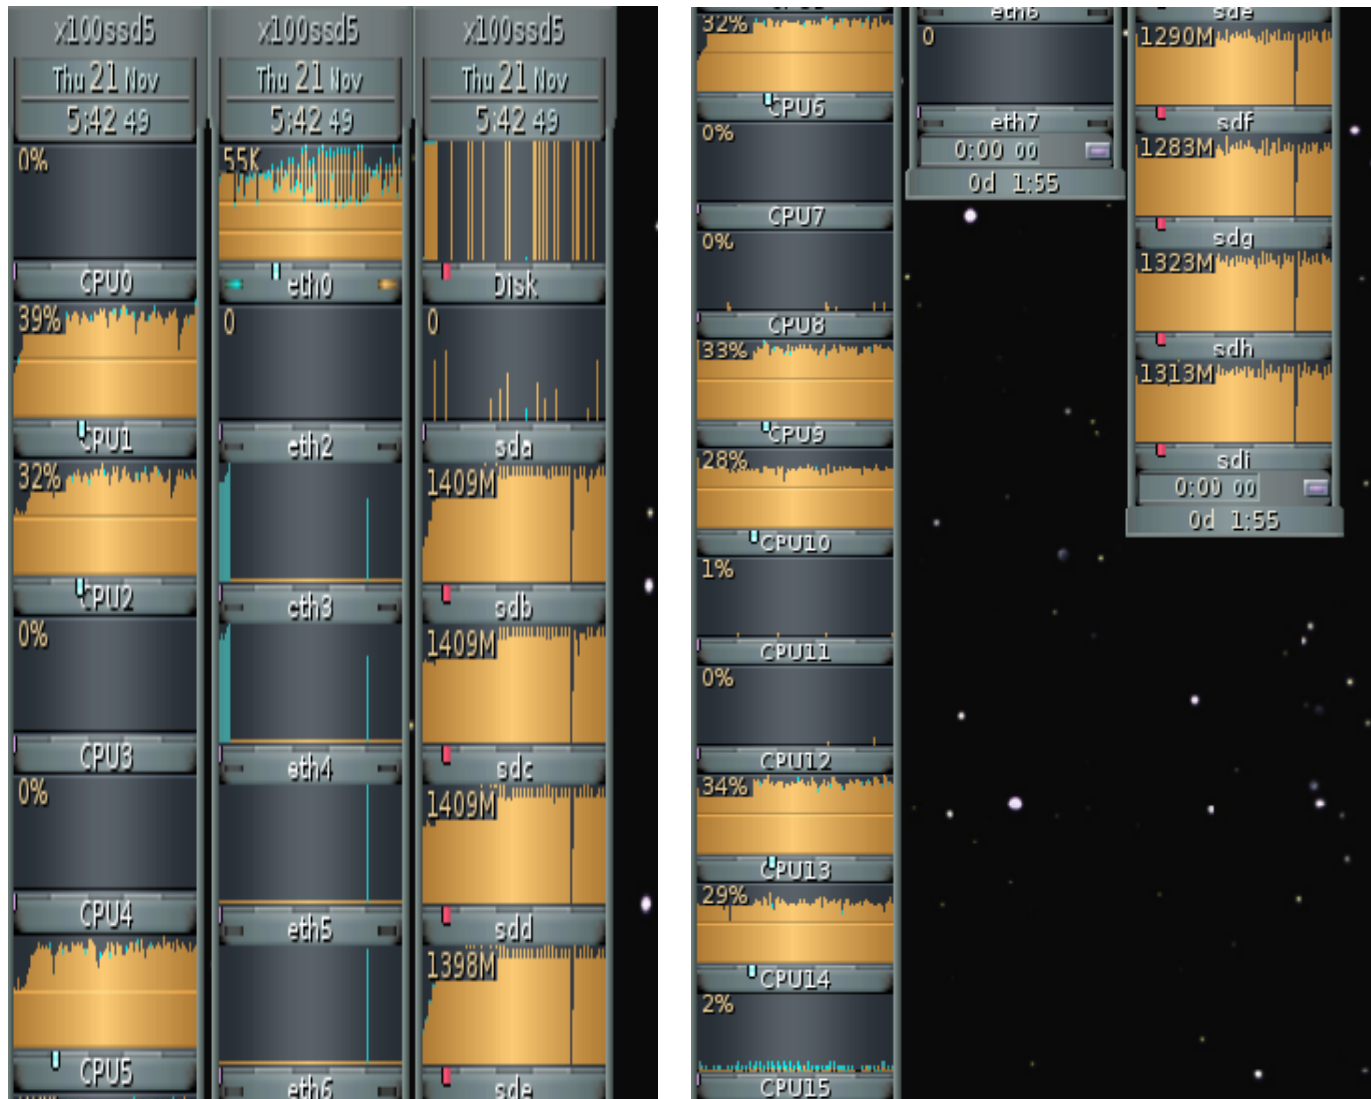 x100ssd5
Thu 21 Nov
5:42 49
0%
CPU0
39%
CPU1
32%
CPU2
0%
CPU3
0%
CPU4
CPU5
x100ssd5
Thu 21 Nov
5:42 49
55K
eth0
0
eth2
eth3
eth4
eth5
eth6
x100ssd5
Thu 21 Nov
5:42 49
Disk
0
sda
1409M
sdb
1409M
sdc
1409M
sdd
1398M
sde
32%
CPU6
0%
CPU7
0%
CPU8
33%
CPU9
28%
CPU10
1%
CPU11
0%
CPU12
34%
CPU13
29%
CPU14
2%
CPU15
eth6
0
eth7
0:00 00
0d 1:55
sde
1290M
sdf
1283M
sdg
1323M
sdh
1313M
sdi
0:00 00
0d 1:55